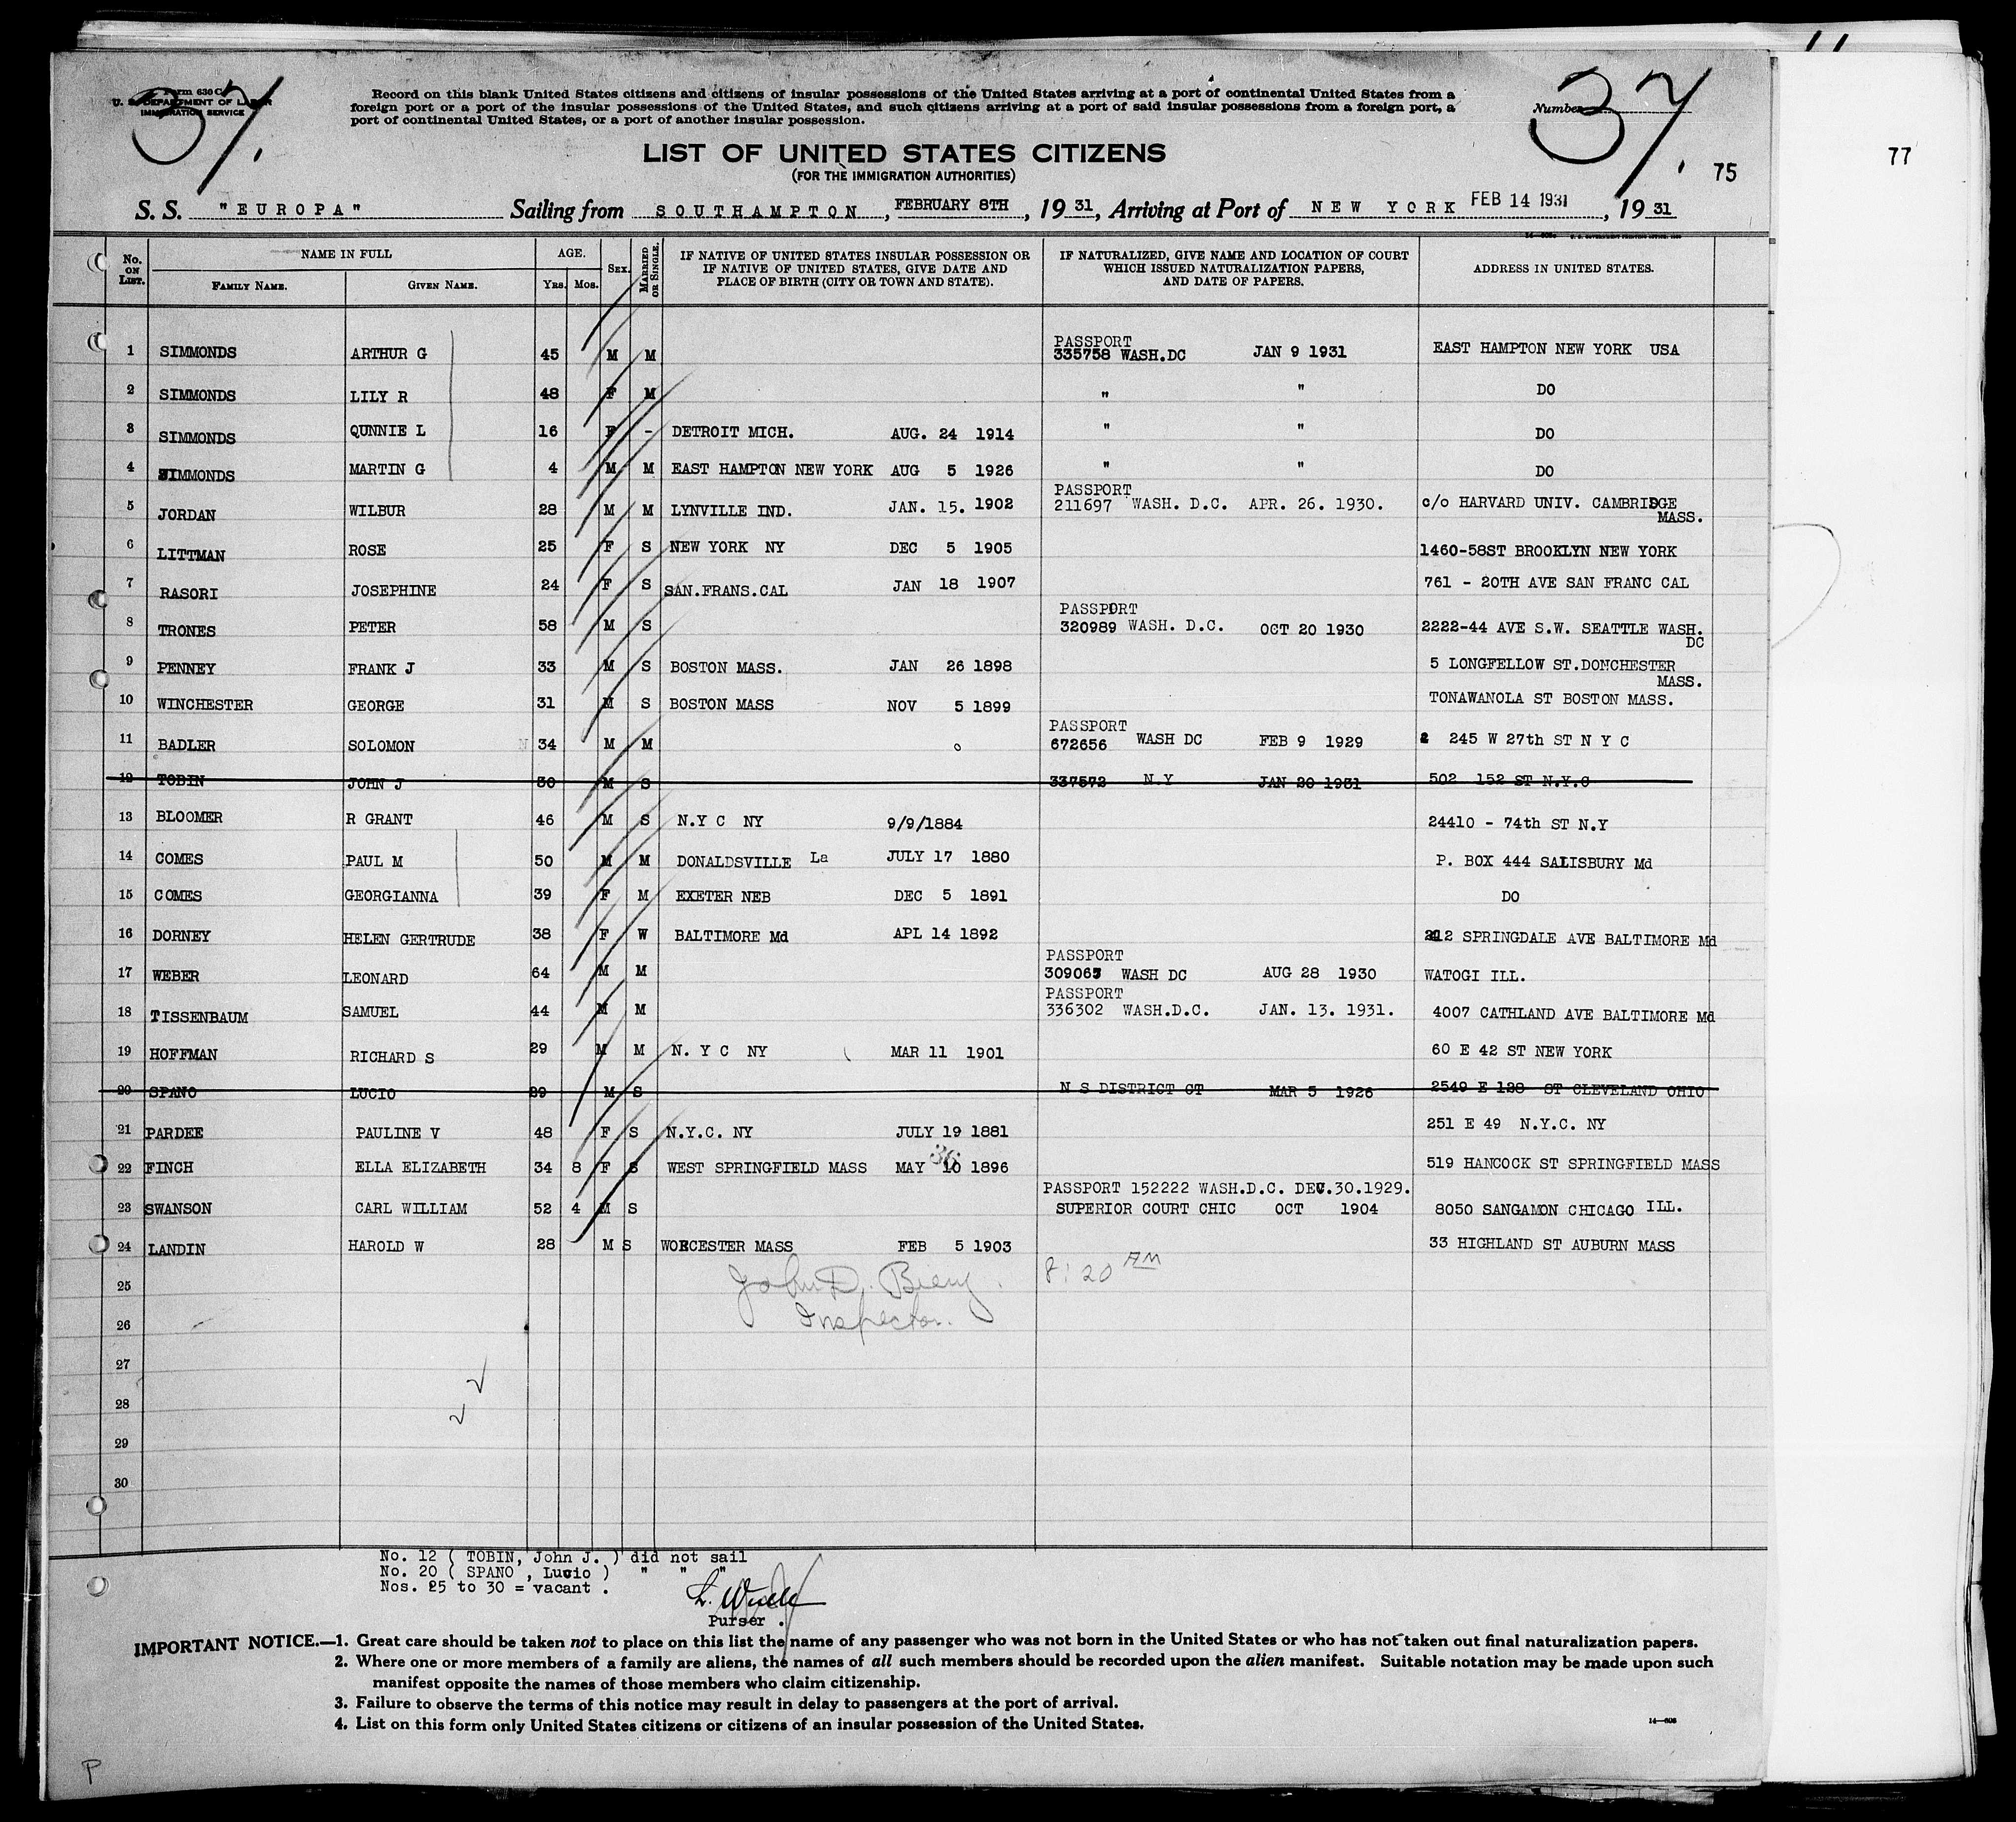 37.
Form 630 C
U. S. DEPARTMENT OF LABOR
IMMIGRATION SERVICE
Record on this blank United States citizens and citizens of insular possessions of the United States arriving at a port of continental United States from a
foreign port or a port of the insular possessions of the United States, and such citizens arriving at a port of said insular possessions from a foreign port, a
port of continental United States, or a port of another insular possession.
Number 37.
77
LIST OF UNITED STATES CITIZENS
(FOR THE IMMIGRATION AUTHORITIES)
75
S. S. "EUROPA" Sailing from SOUTHAMPTON, FEBRUARY 8TH, 1931, Arriving at Port of NEW YORK FEB 14 1931, 1931
No. ON LIST. NAME IN FULL FAMILY NAME. GIVEN NAME. AGE. Yrs. Mos. SEX. MARRIED OR SINGLE. IF NATIVE OF UNITED STATES INSULAR POSSESSION OR IF NATIVE OF UNITED STATES, GIVE DATE AND PLACE OF BIRTH (CITY OR TOWN AND STATE). IF NATURALIZED, GIVE NAME AND LOCATION OF COURT WHICH ISSUED NATURALIZATION PAPERS, AND DATE OF PAPERS. ADDRESS IN UNITED STATES.
1 SIMMONDS ARTHUR G 45 M M PASSPORT 335758 WASH.DC JAN 9 1931 EAST HAMPTON NEW YORK USA
2 SIMMONDS LILY R 48 F M " " DO
3 SIMMONDS QUNNIE L 16 F - DETROIT MICH. AUG. 24 1914 " " DO
4 SIMMONDS MARTIN G 4 M M EAST HAMPTON NEW YORK AUG 5 1926 " " DO
5 JORDAN WILBUR 28 M M LYNVILLE IND. JAN. 15. 1902 PASSPORT 211697 WASH. D.C. APR. 26. 1930. c/o HARVARD UNIV. CAMBRIDGE MASS.
6 LITTMAN ROSE 25 F S NEW YORK NY DEC 5 1905 1460-58ST BROOKLYN NEW YORK
7 RASORI JOSEPHINE 24 F S SAN.FRANS.CAL JAN 18 1907 761 - 20TH AVE SAN FRANC CAL
8 TRONES PETER 58 M S PASSPORT 320989 WASH. D.C. OCT 20 1930 2222-44 AVE S.W. SEATTLE WASH. DC
9 PENNEY FRANK J 33 M S BOSTON MASS. JAN 26 1898 5 LONGFELLOW ST.DONCHESTER MASS.
10 WINCHESTER GEORGE 31 M S BOSTON MASS NOV 5 1899 TONAWANOLA ST BOSTON MASS.
11 BADLER SOLOMON 34 M M PASSPORT 672656 WASH DC FEB 9 1929 245 W 27th ST N Y C
12 TOBIN JOHN J 30 M S 337572 N.Y JAN 20 1931 502 152 ST N.Y.C
13 BLOOMER R GRANT 46 M S N.Y C NY 9/9/1884 24410 - 74th ST N.Y
14 COMES PAUL M 50 M M DONALDSVILLE La JULY 17 1880 P. BOX 444 SALISBURY Md
15 COMES GEORGIANNA 39 F M EXETER NEB DEC 5 1891 DO
16 DORNEY HELEN GERTRUDE 38 F W BALTIMORE Md APL 14 1892 SPRINGDALE AVE BALTIMORE Md
17 WEBER LEONARD 64 M M PASSPORT 309065 WASH DC AUG 28 1930 WATOGI ILL.
18 TISSENBAUM SAMUEL 44 M M PASSPORT 336302 WASH.D.C. JAN. 13. 1931. 4007 CATHLAND AVE BALTIMORE Md
19 HOFFMAN RICHARD S 29 M M N. Y C NY MAR 11 1901 60 E 42 ST NEW YORK
20 SPANO LUCIO 29 M S N S DISTRICT CT MAR 5 1926 2549 E 128 ST CLEVELAND OHIO
21 PARDEE PAULINE V 48 F S N.Y.C. NY JULY 19 1881 251 E 49 N.Y.C. NY
22 FINCH ELLA ELIZABETH 34 8 F S WEST SPRINGFIELD MASS MAY 10 1896 519 HANCOCK ST SPRINGFIELD MASS
23 SWANSON CARL WILLIAM 52 4 M S PASSPORT 152222 WASH.D.C. DEC.30.1929. SUPERIOR COURT CHIC OCT 1904 8050 SANGAMON CHICAGO ILL.
24 LANDIN HAROLD W 28 M S WORCESTER MASS FEB 5 1903 33 HIGHLAND ST AUBURN MASS
25 John D. 8:20 AM
Inspector.
26
27
28
29
30
No. 12 ( TOBIN, John J. ) did not sail
No. 20 ( SPANO , Lucio ) " " "
Nos. 25 to 30 = vacant .
Purser .
IMPORTANT NOTICE.—1. Great care should be taken not to place on this list the name of any passenger who was not born in the United States or who has not taken out final naturalization papers.
2. Where one or more members of a family are aliens, the names of all such members should be recorded upon the alien manifest. Suitable notation may be made upon such
manifest opposite the names of those members who claim citizenship.
3. Failure to observe the terms of this notice may result in delay to passengers at the port of arrival.
4. List on this form only United States citizens or citizens of an insular possession of the United States.
14—606
P